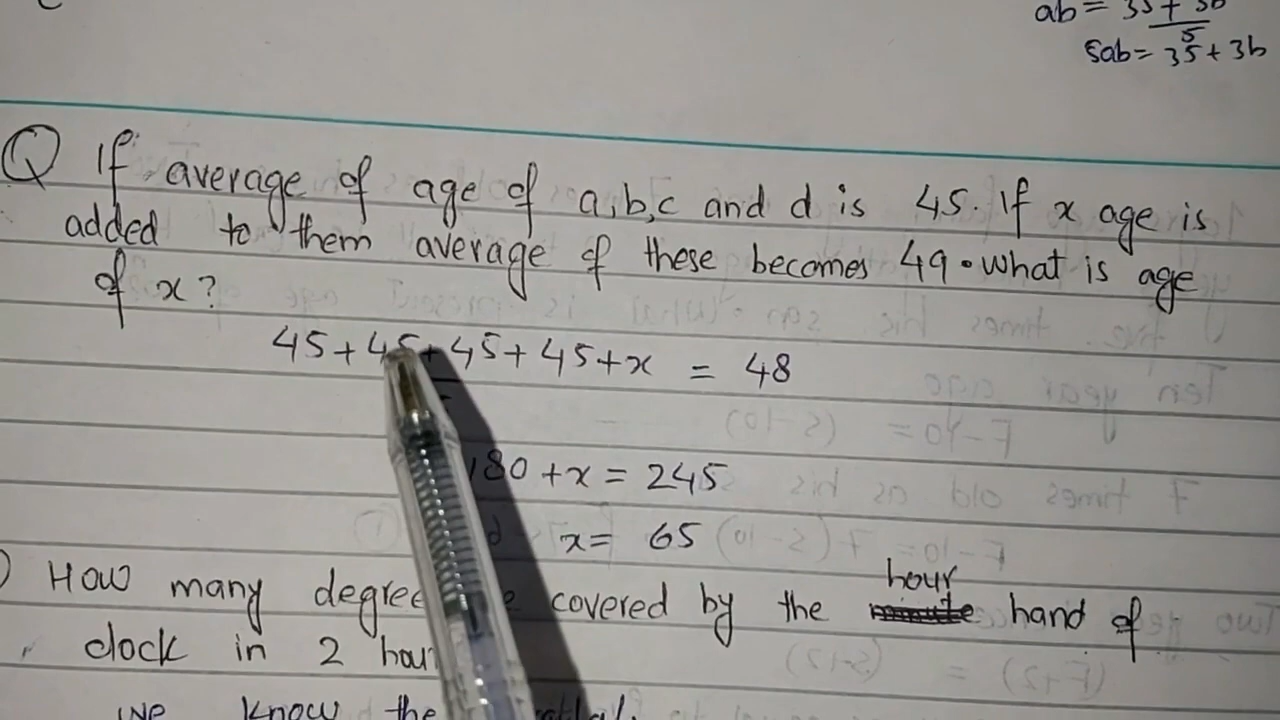 ab = 35 + 3b
5
5ab = 35 + 3b
Q If average of age of a,b,c and d is 45. If x age is
added to them average of these becomes 49. What is age
of x?
45 + 45 + 45 + 45 + x = 48
180 + x = 245
x = 65
How many degree covered by the hour hand of
clock in 2 hour
we know the